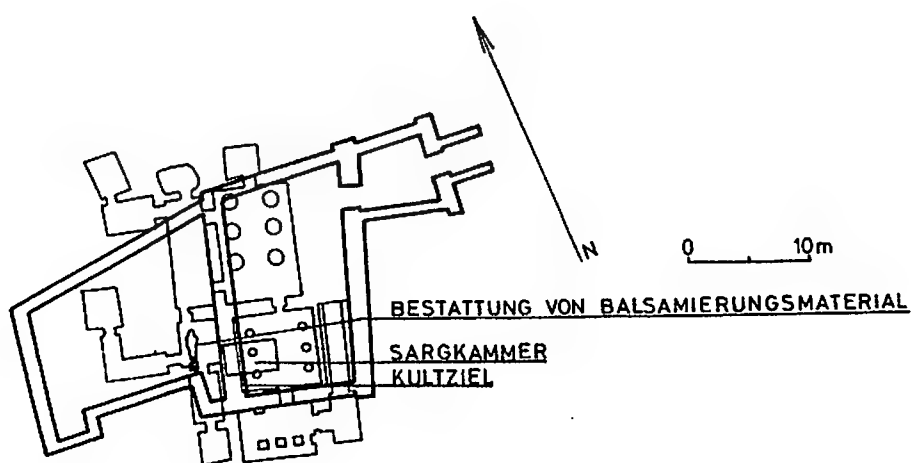 N
0 10m
BESTATTUNG VON BALSAMIERUNGSMATERIAL
SARGKAMMER
KULTZIEL